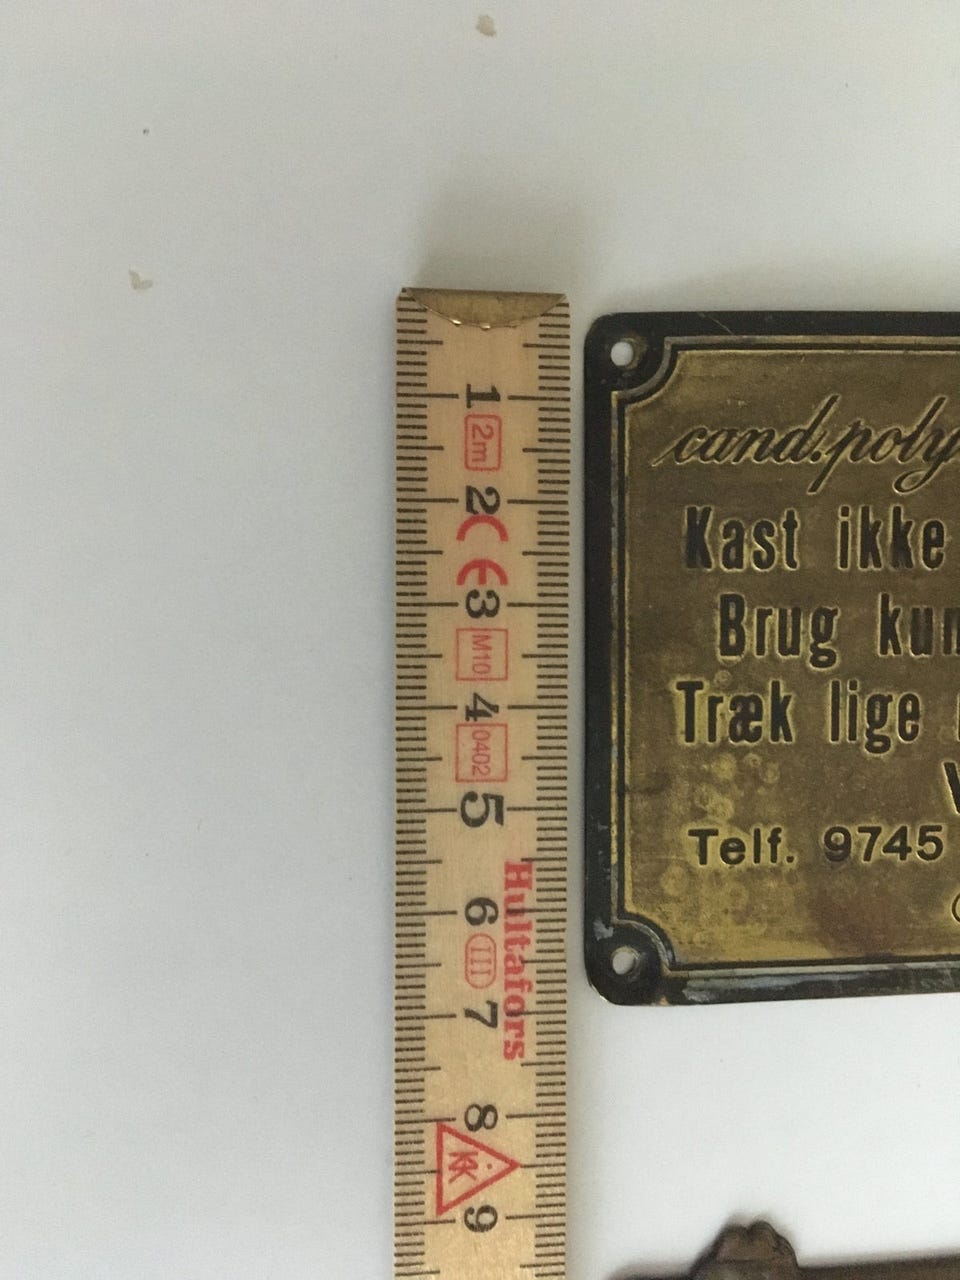 1
2m
2
CE
3
M10
4
0402
5
Hultafors
6
III
7
8
KK
9
cand.poly
Kast ikke
Brug kun
Træk lige
Telf. 9745